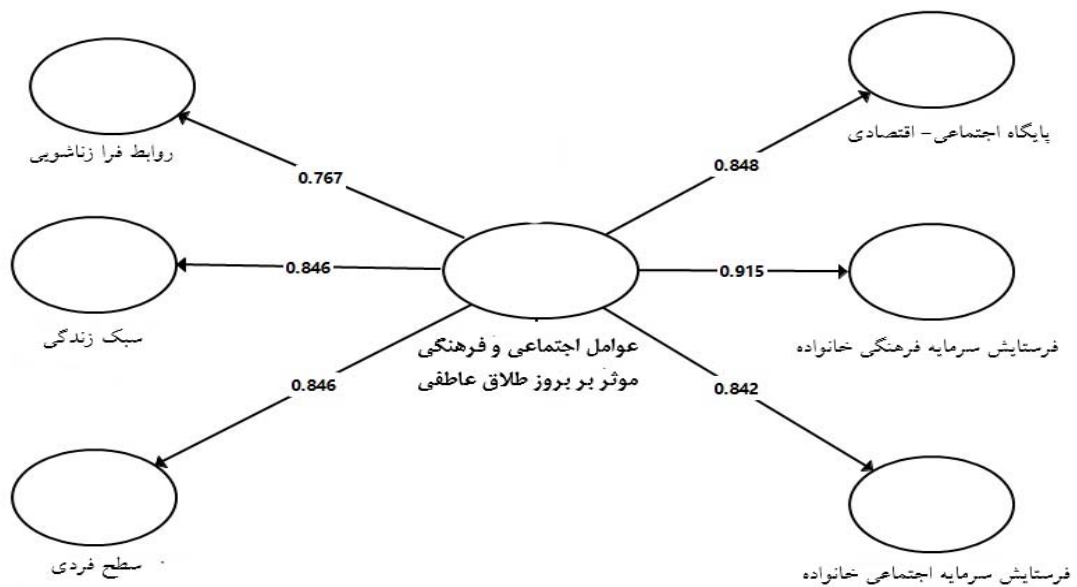 پایگاه اجتماعی- اقتصادی
روابط فرا زناشویی
0.848
0.767
0.915
0.846
فرستایش سرمایه فرهنگی خانواده
سبک زندگی
عوامل اجتماعی و فرهنگی
موثر بر بروز طلاق عاطفی
0.842
0.846
فرستایش سرمایه اجتماعی خانواده
سطح فردی